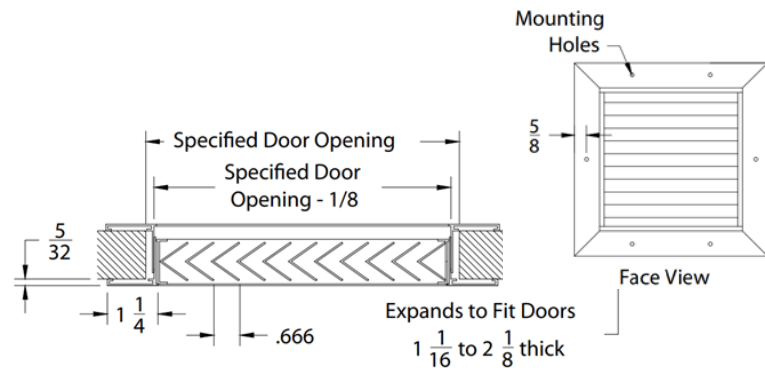 Mounting
Holes
5/8
Specified Door Opening
Specified Door
Opening - 1/8
5/32
Face View
1 1/4
.666
Expands to Fit Doors
1 1/16 to 2 1/8 thick